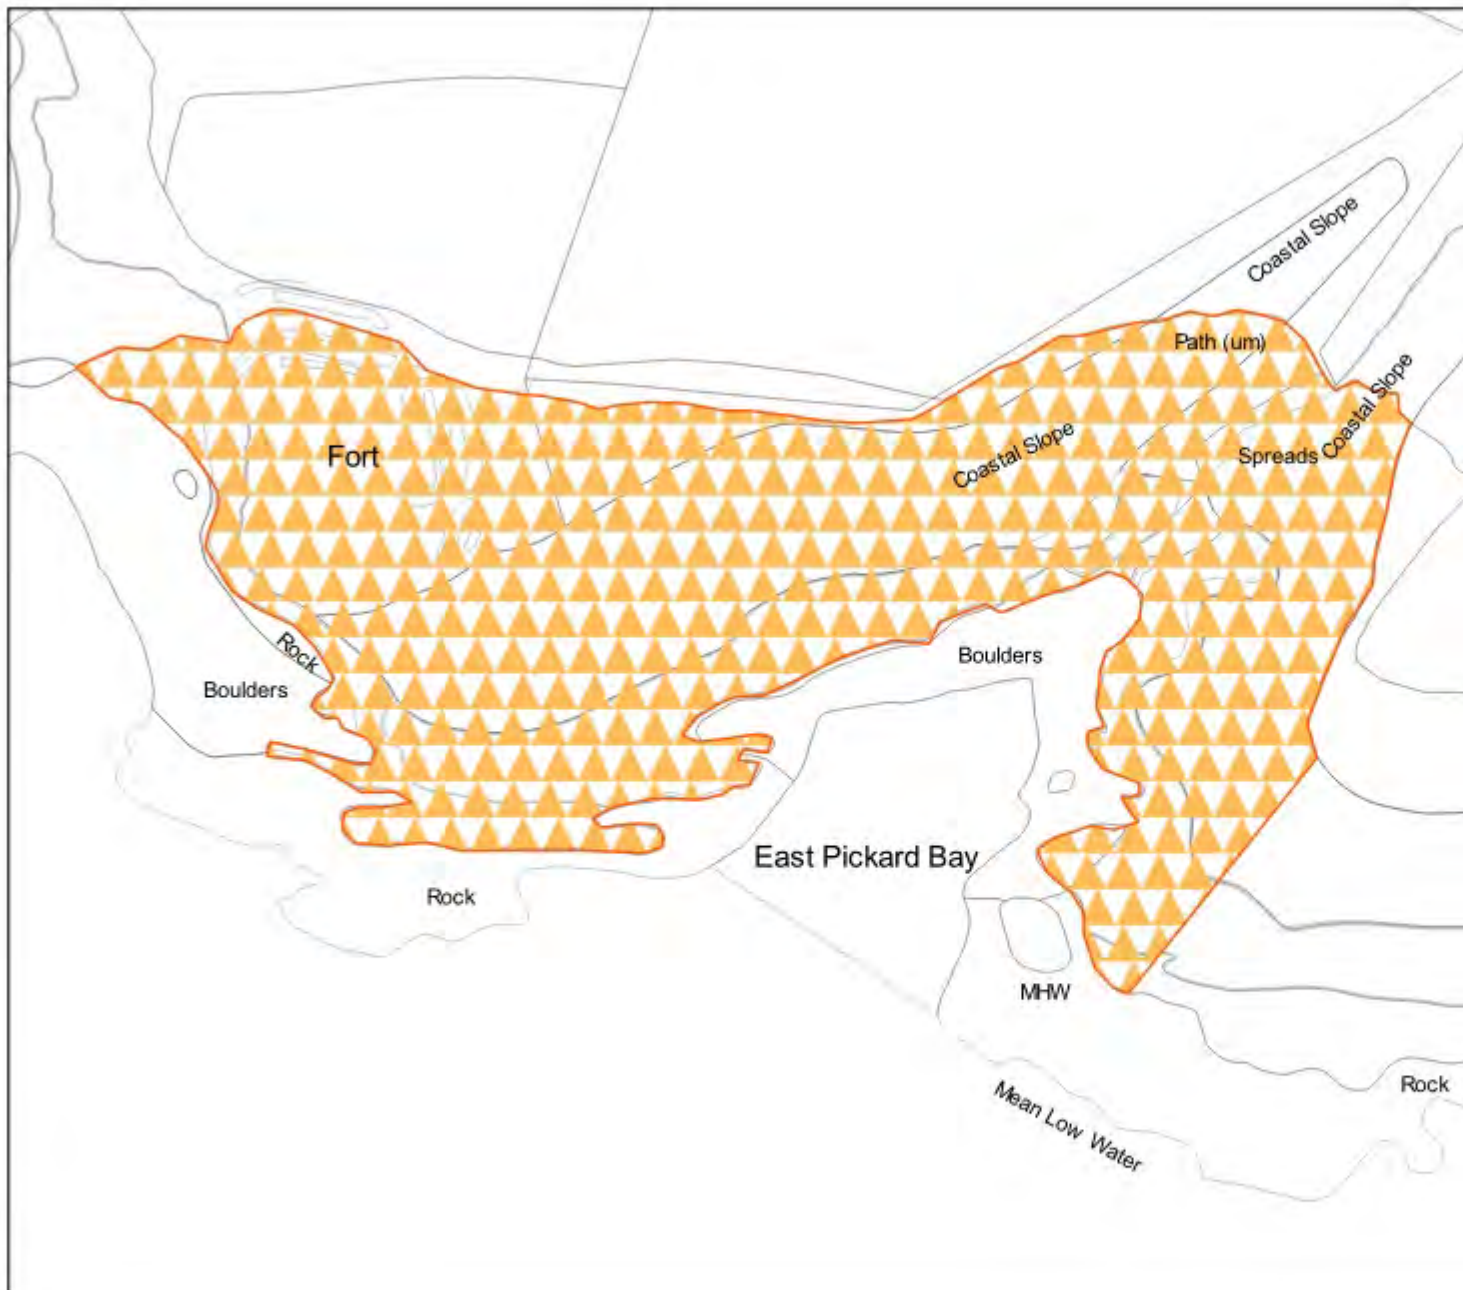 Coastal Slope
Path (um)
Coastal Slope
Fort
Coastal Slope
Spreads
Rock
Boulders
Boulders
East Pickard Bay
Rock
MHW
Rock
Mean Low Water